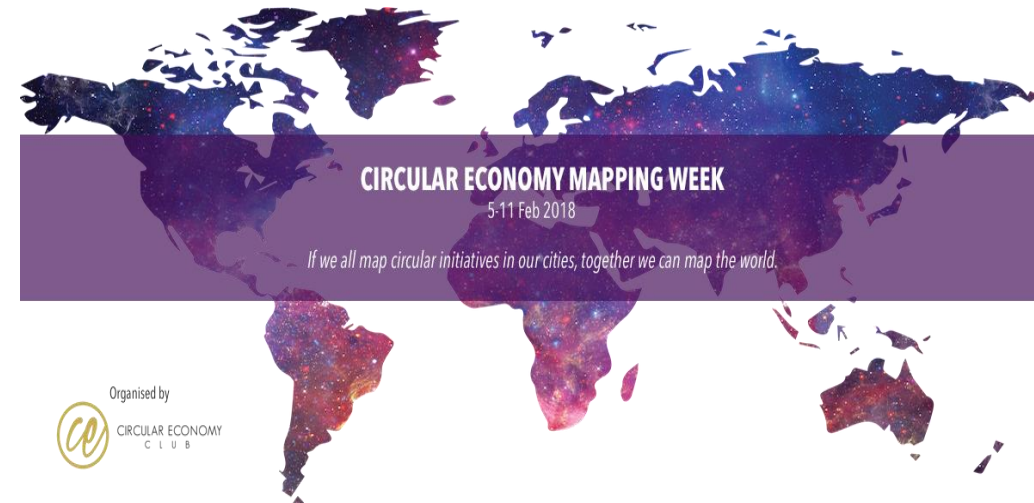 CIRCULAR ECONOMY MAPPING WEEK
5-11 Feb 2018
If we all map circular initiatives in our cities, together we can map the world.
Organised by
ce
CIRCULAR ECONOMY
CLUB